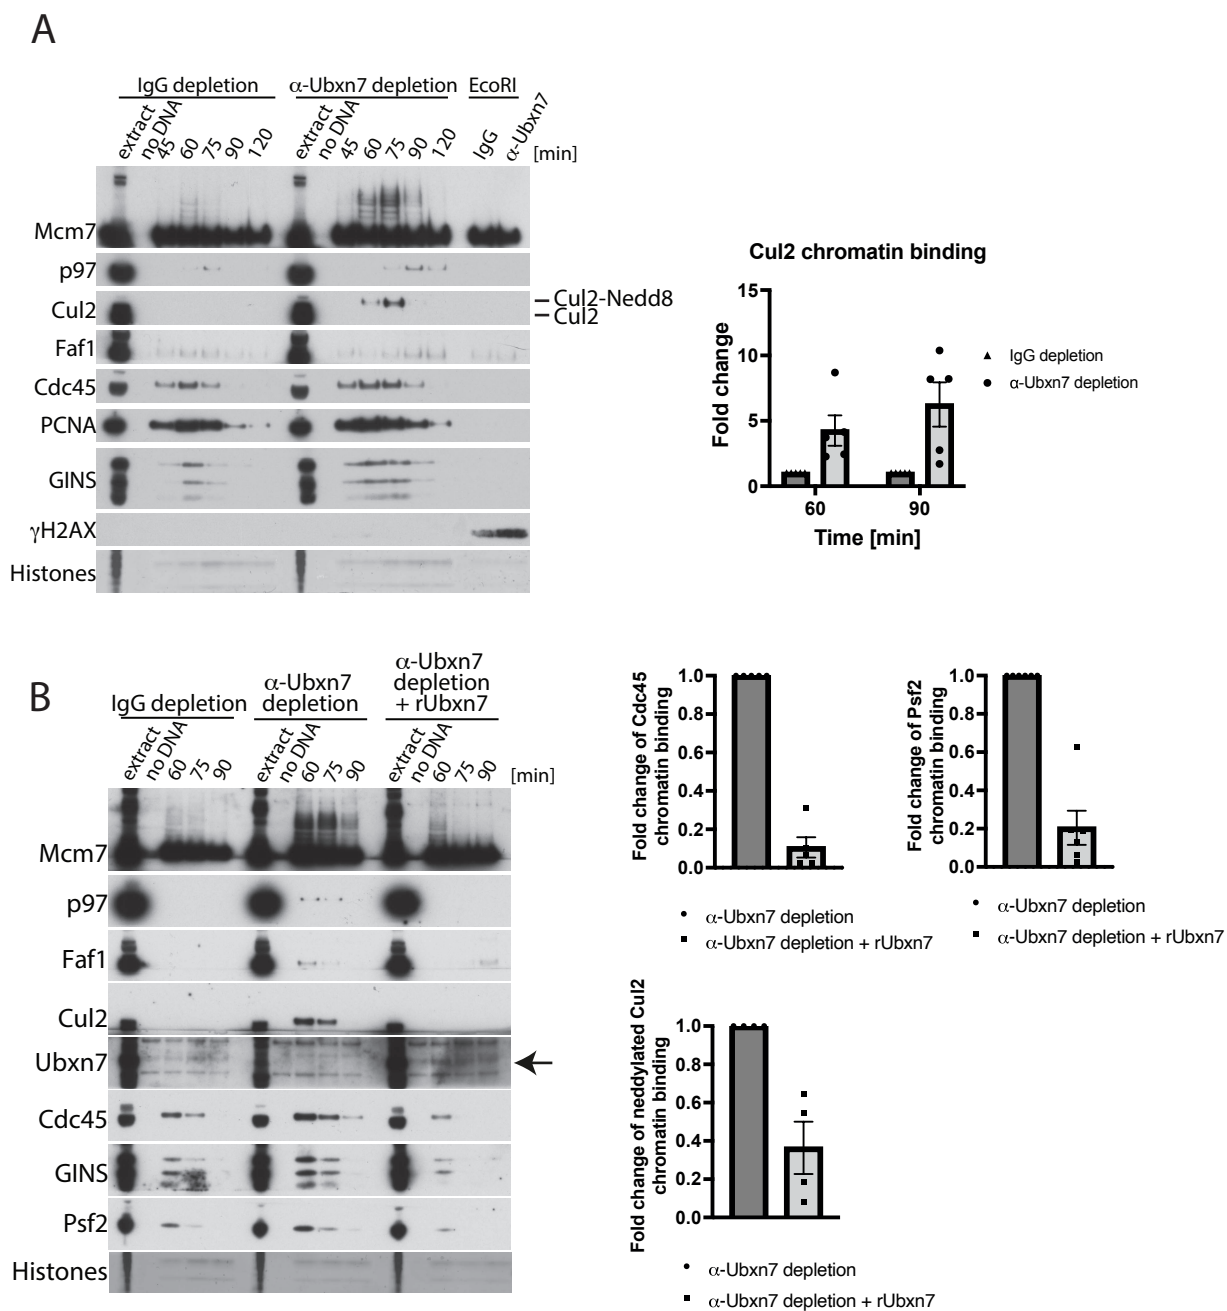 A
IgG depletion
α-Ubxn7 depletion
EcoRI
extract
no DNA
45
60
75
90
120
extract
no DNA
45
60
75
90
120
[min]
IgG
α-Ubxn7
Mcm7
p97
Cul2
Cul2-Nedd8
Cul2
Faf1
Cdc45
PCNA
GINS
γH2AX
Histones
Cul2 chromatin binding
Fold change
15
10
5
0
60
90
Time [min]
IgG depletion
α-Ubxn7 depletion
B
IgG depletion
α-Ubxn7
depletion
α-Ubxn7
depletion
+ rUbxn7
extract
no DNA
60
75
90
extract
no DNA
60
75
90
extract
no DNA
60
75
90
[min]
Mcm7
p97
Faf1
Cul2
Ubxn7
Cdc45
GINS
Psf2
Histones
Fold change of Cdc45
chromatin binding
1.0
0.8
0.6
0.4
0.2
0.0
α-Ubxn7 depletion
α-Ubxn7 depletion + rUbxn7
Fold change of Psf2
chromatin binding
1.0
0.8
0.6
0.4
0.2
0.0
α-Ubxn7 depletion
α-Ubxn7 depletion + rUbxn7
Fold change of neddylated Cul2
chromatin binding
1.0
0.8
0.6
0.4
0.2
0.0
α-Ubxn7 depletion
α-Ubxn7 depletion + rUbxn7